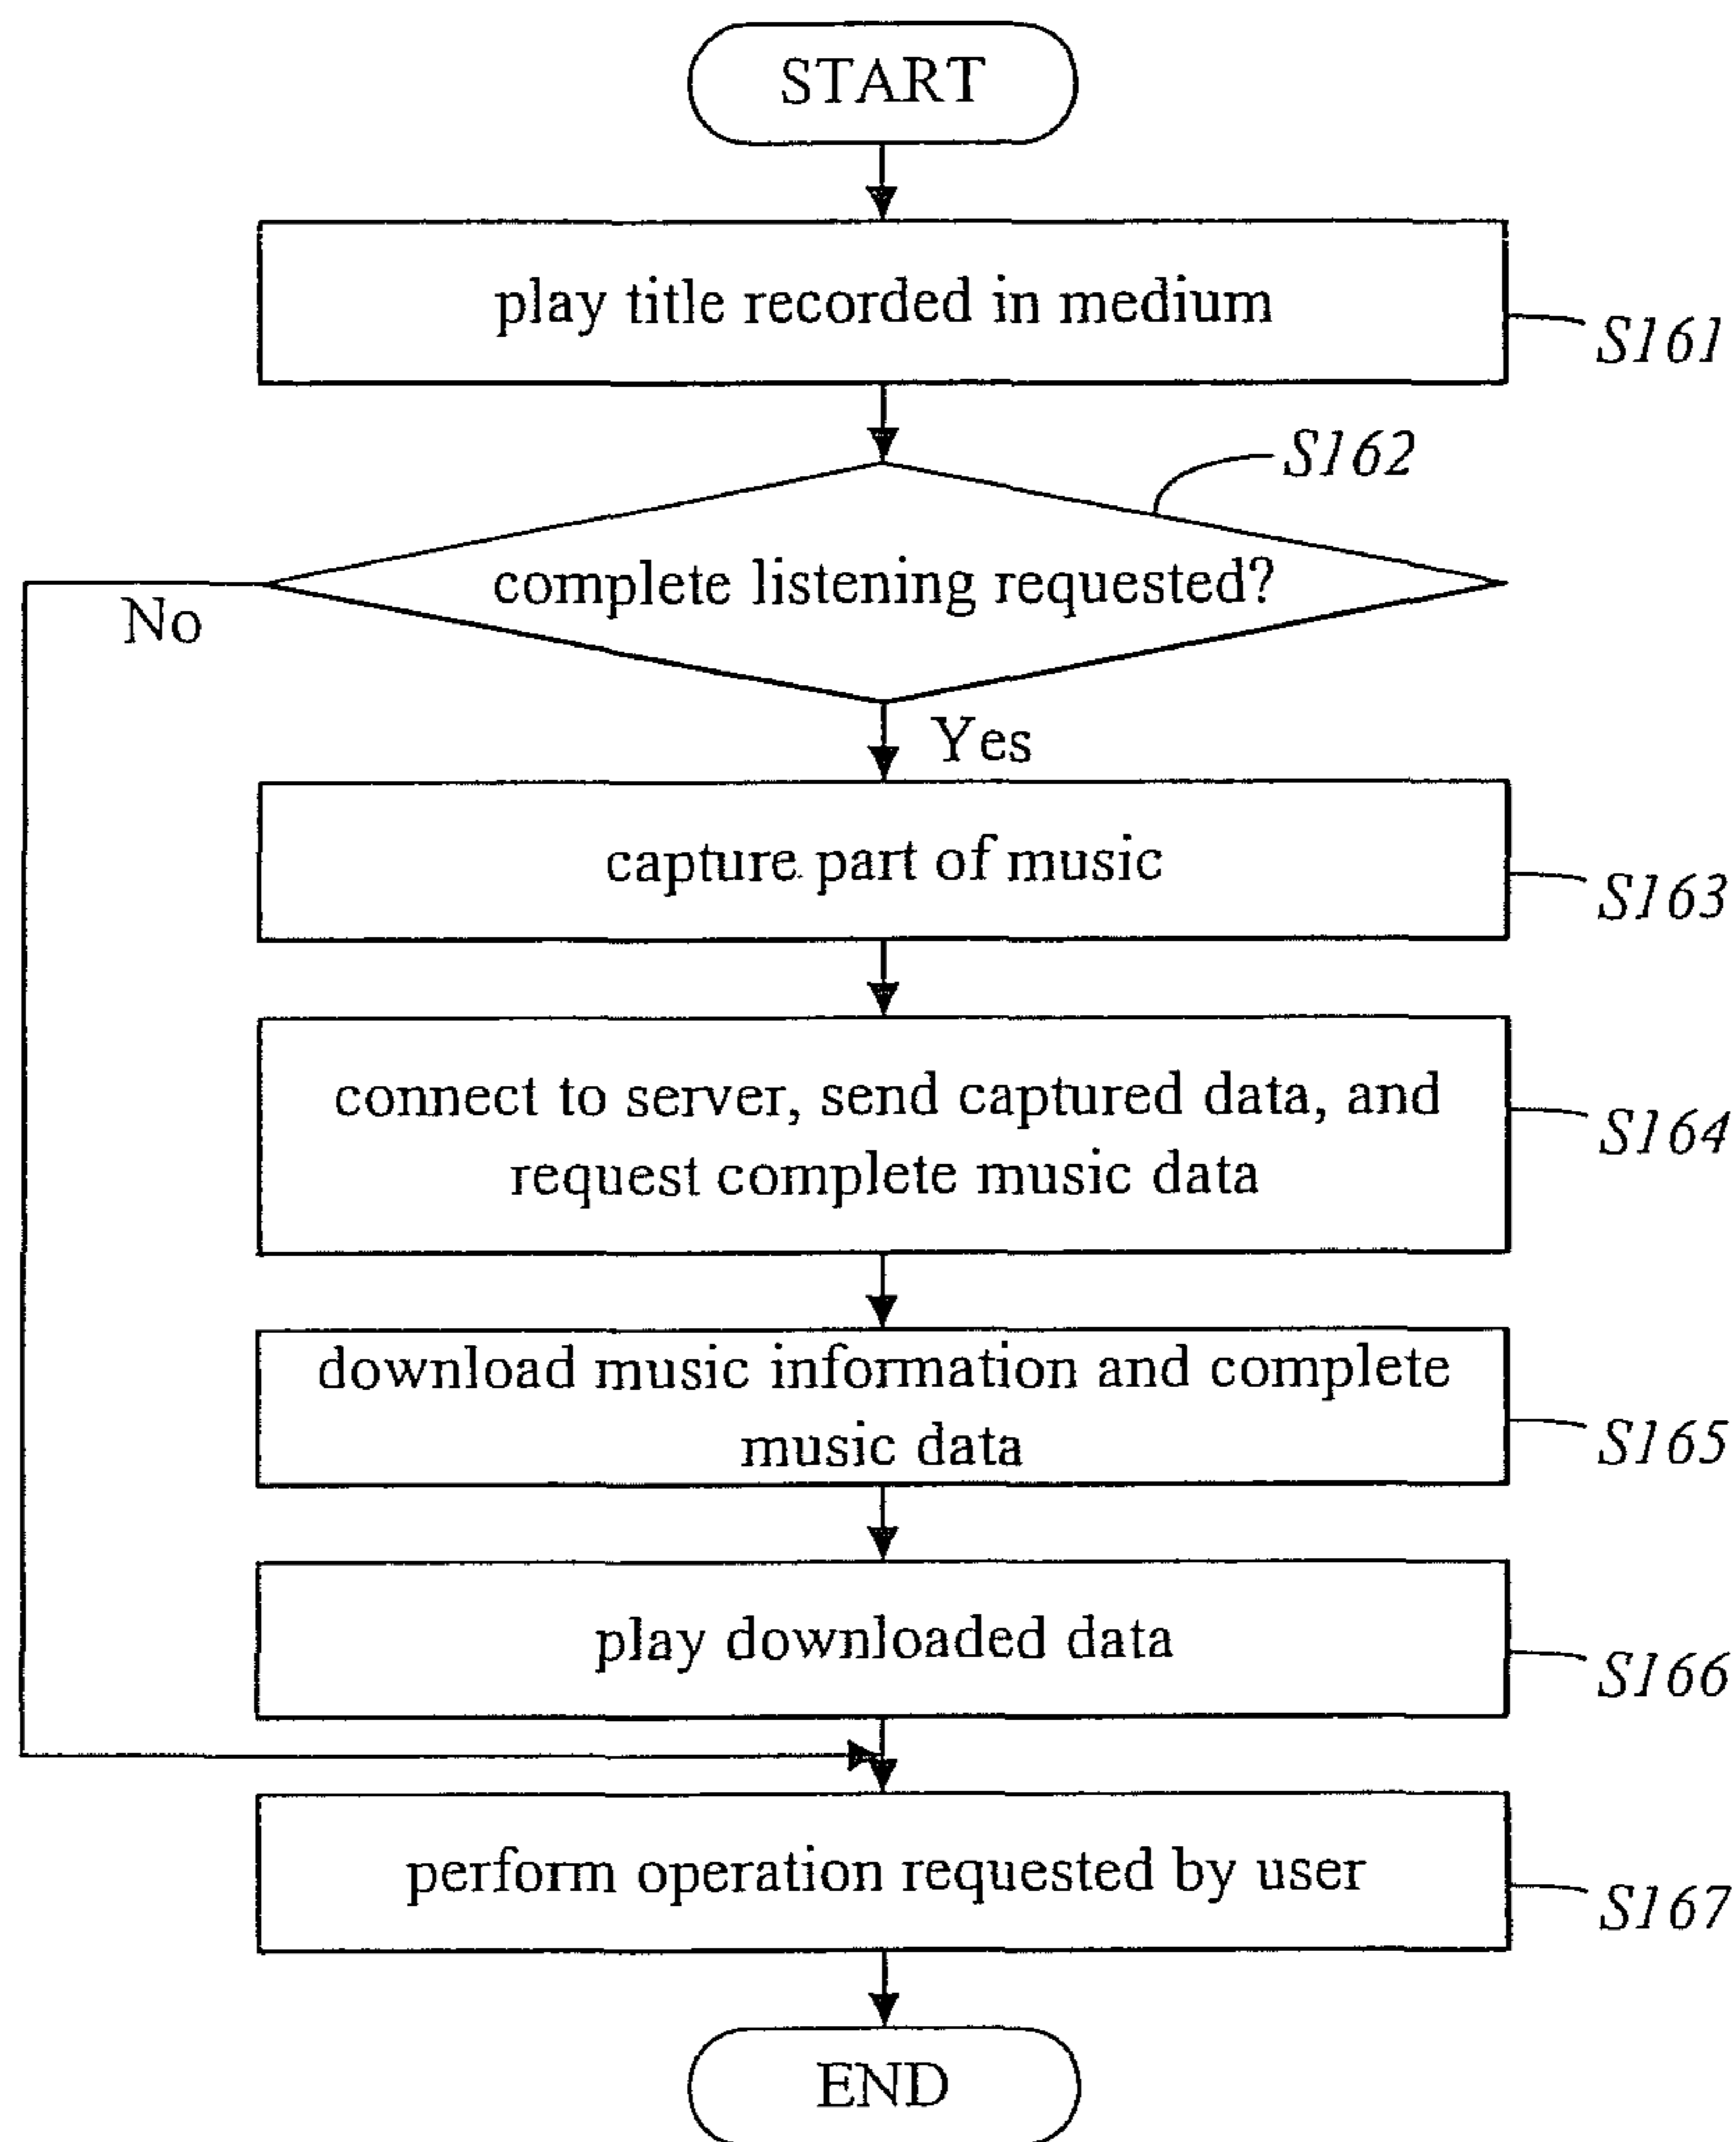 START
play title recorded in medium
S161
S162
complete listening requested?
No
Yes
capture part of music
S163
connect to server, send captured data, and
request complete music data
S164
download music information and complete
music data
S165
play downloaded data
S166
perform operation requested by user
S167
END